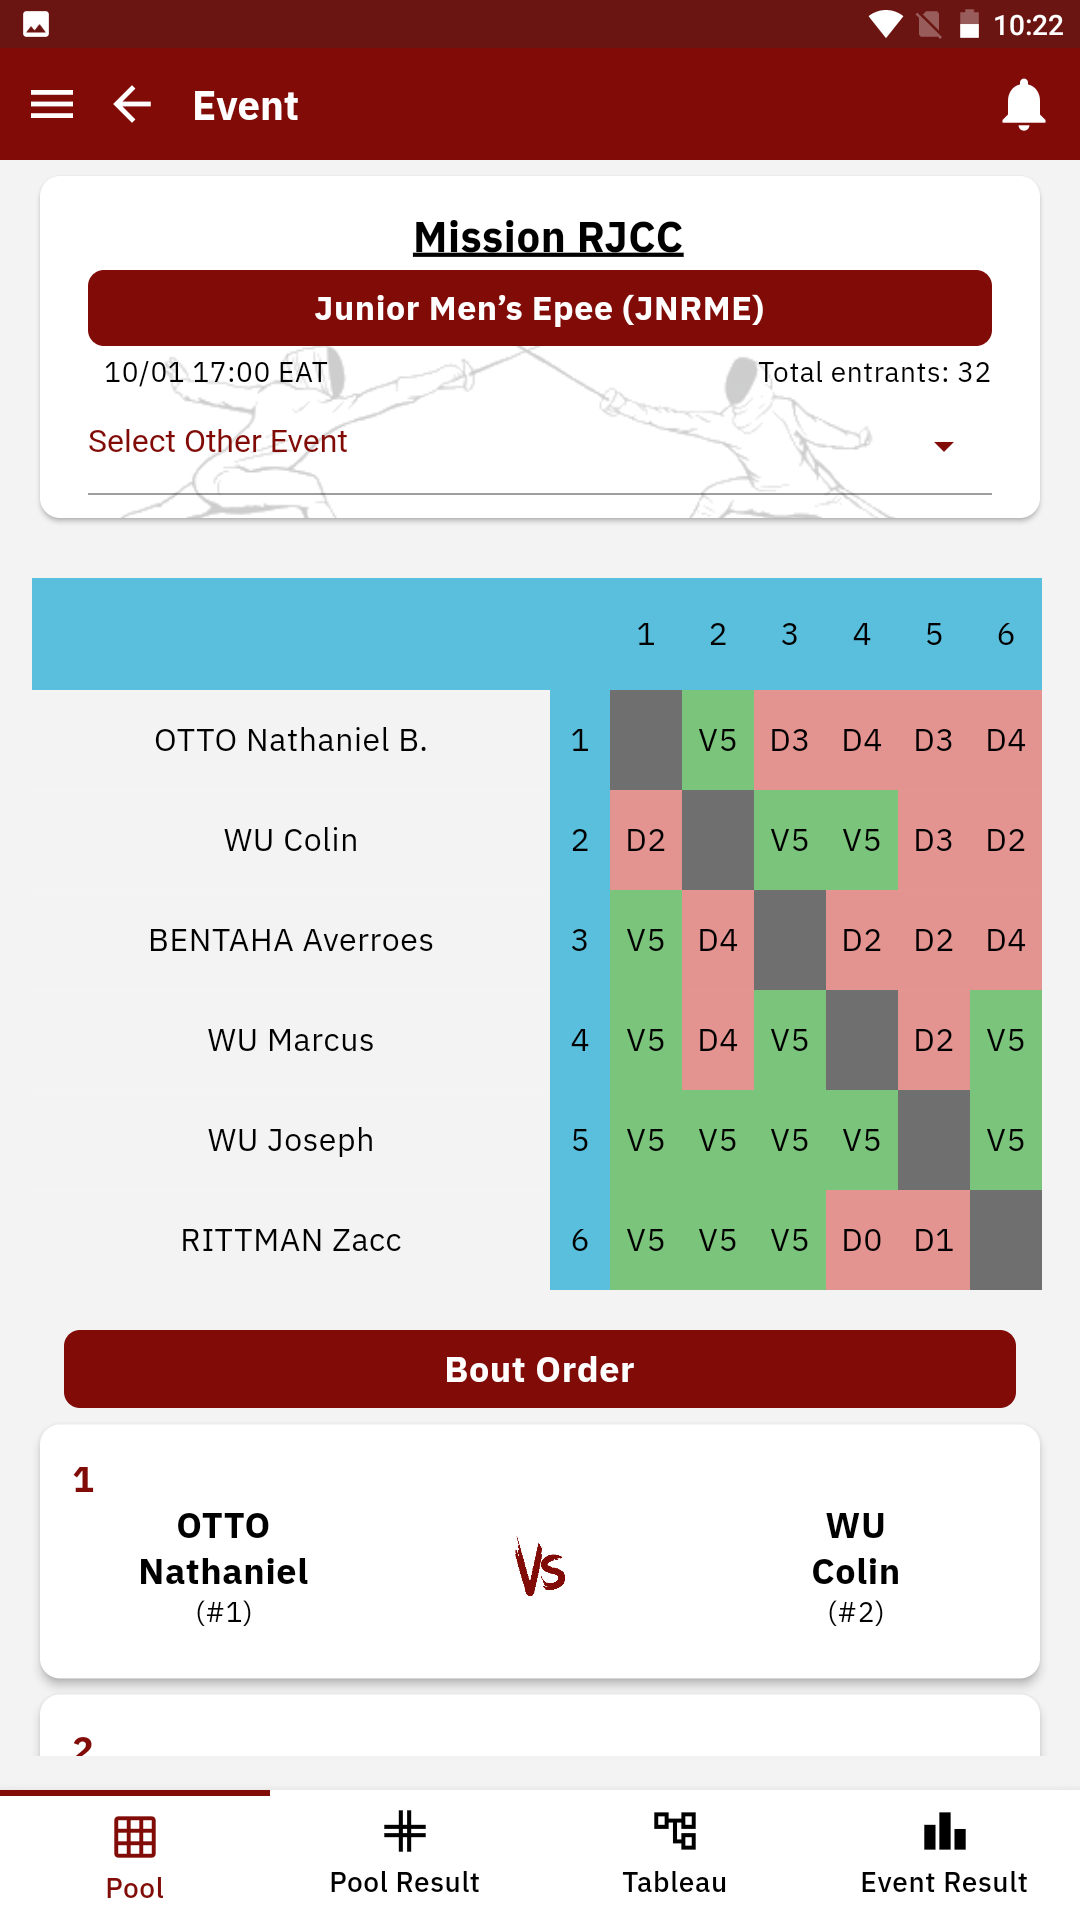 10:22
Event
Mission RJCC
Junior Men’s Epee (JNRME)
10/01 17:00 EAT Total entrants: 32
Select Other Event
1 2 3 4 5 6
OTTO Nathaniel B. 1 V5 D3 D4 D3 D4
WU Colin 2 D2 V5 V5 D3 D2
BENTAHA Averroes 3 V5 D4 D2 D2 D4
WU Marcus 4 V5 D4 V5 D2 V5
WU Joseph 5 V5 V5 V5 V5 V5
RITTMAN Zacc 6 V5 V5 V5 D0 D1
Bout Order
1
OTTO WU
Nathaniel VS Colin
(#1) (#2)
2
Pool Pool Result Tableau Event Result